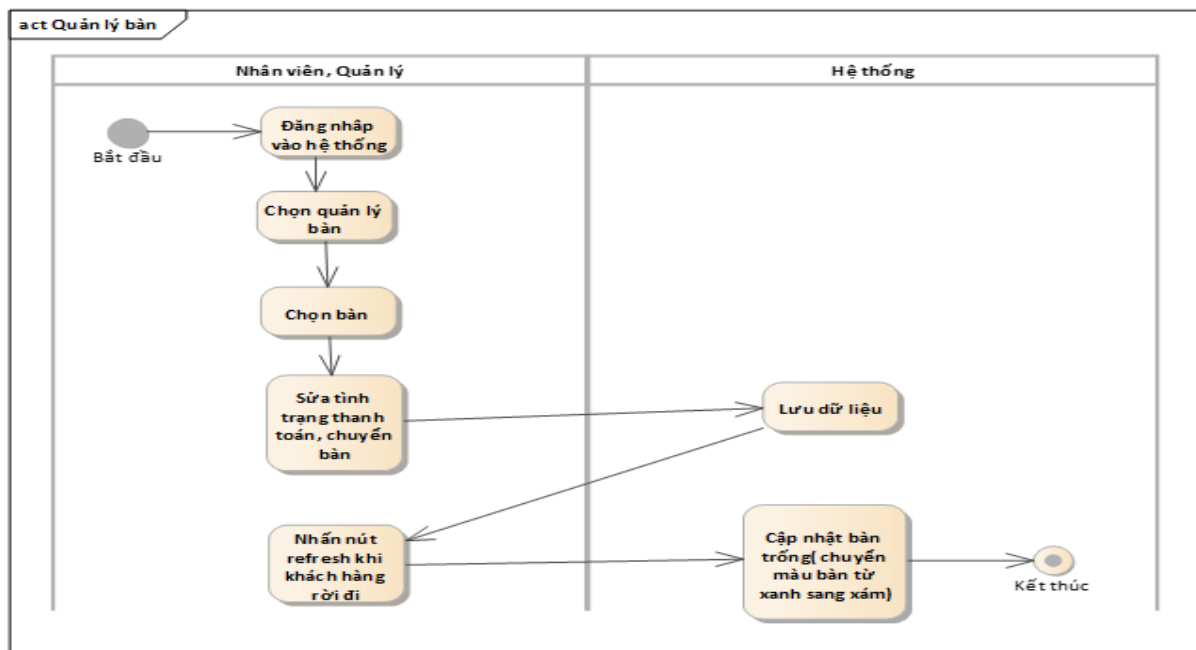 act Quản lý bàn
Nhân viên, Quản lý
Hệ thống
Bắt đầu
Đăng nhâp
vào hệ thống
Chọn quản lý
bàn
Chọn bàn
Sửa tình
trạng thanh
toán, chuyển
bàn
Lưu dữ liệu
Nhấn nút
refresh khi
khách hàng
rời đi
Cập nhật bàn
trống( chuyển
màu bàn từ
xanh sang xám)
Kết thúc